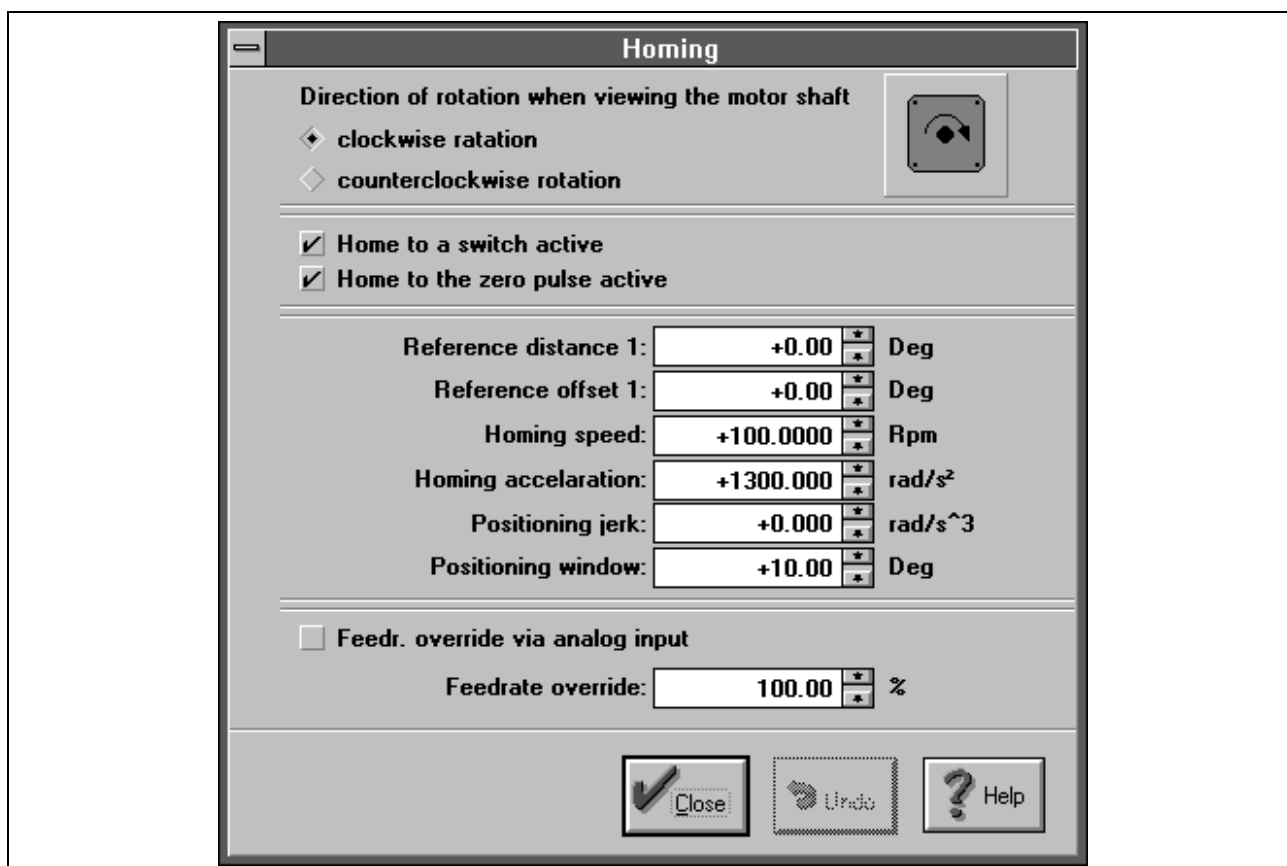 Homing
Direction of rotation when viewing the motor shaft
clockwise ratation
counterclockwise rotation
Home to a switch active
Home to the zero pulse active
Reference distance 1: +0.00 Deg
Reference offset 1: +0.00 Deg
Homing speed: +100.0000 Rpm
Homing accelaration: +1300.000 rad/s²
Positioning jerk: +0.000 rad/s^3
Positioning window: +10.00 Deg
Feedr. override via analog input
Feedrate override: 100.00 %
Close Undo Help